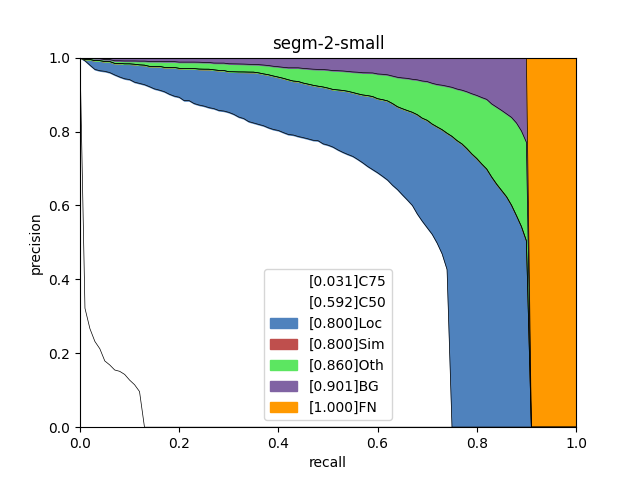 segm-2-small
precision
1.0
0.8
0.6
0.4
0.2
0.0
[0.031]C75
[0.592]C50
[0.800]Loc
[0.800]Sim
[0.860]Oth
[0.901]BG
[1.000]FN
0.0 0.2 0.4 0.6 0.8 1.0
recall